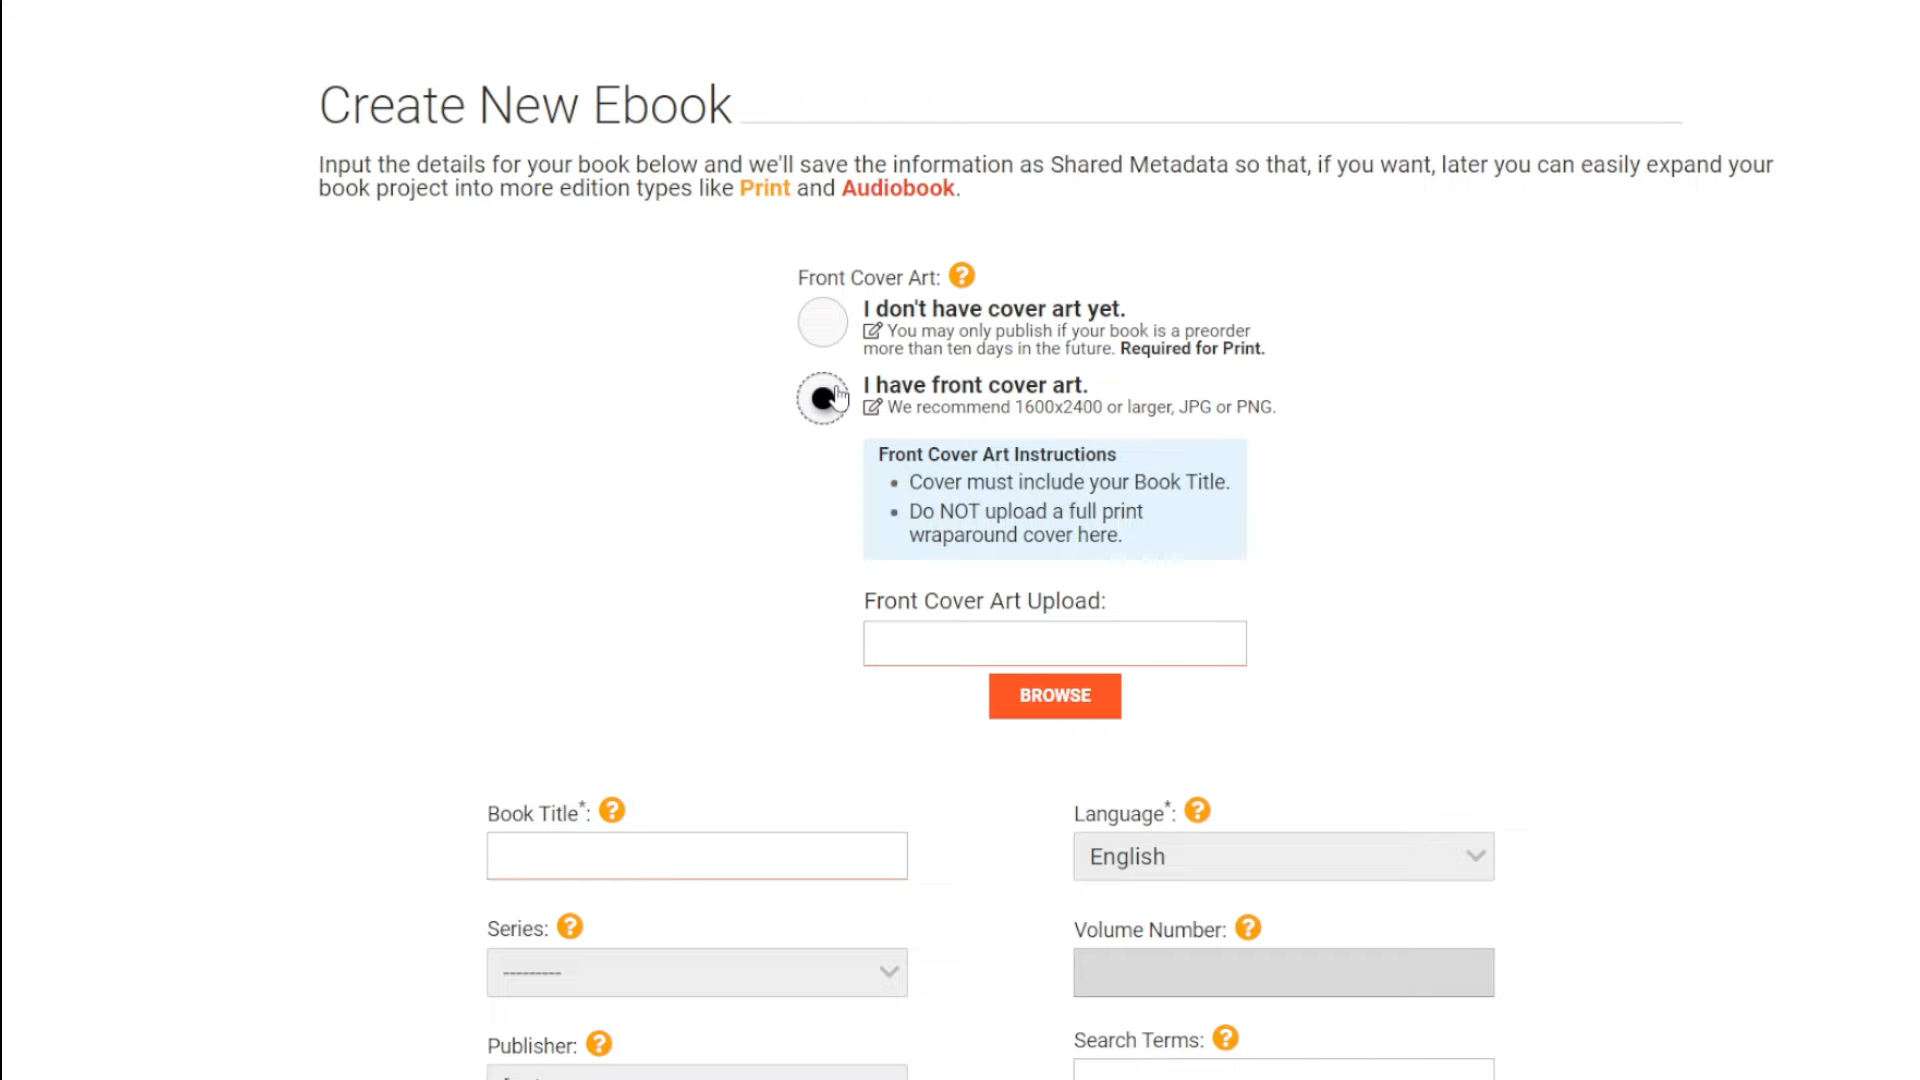 Create New Ebook
Input the details for your book below and we'll save the information as Shared Metadata so that, if you want, later you can easily expand your
book project into more edition types like Print and Audiobook.
Front Cover Art: ?
I don't have cover art yet.
You may only publish if your book is a preorder
more than ten days in the future. Required for Print.
I have front cover art.
We recommend 1600x2400 or larger, JPG or PNG.
Front Cover Art Instructions
• Cover must include your Book Title.
• Do NOT upload a full print
wraparound cover here.
Front Cover Art Upload:
BROWSE
Book Title*: ?
Language*: ?
English
Series: ?
---------
Volume Number: ?
Publisher: ?
Search Terms: ?